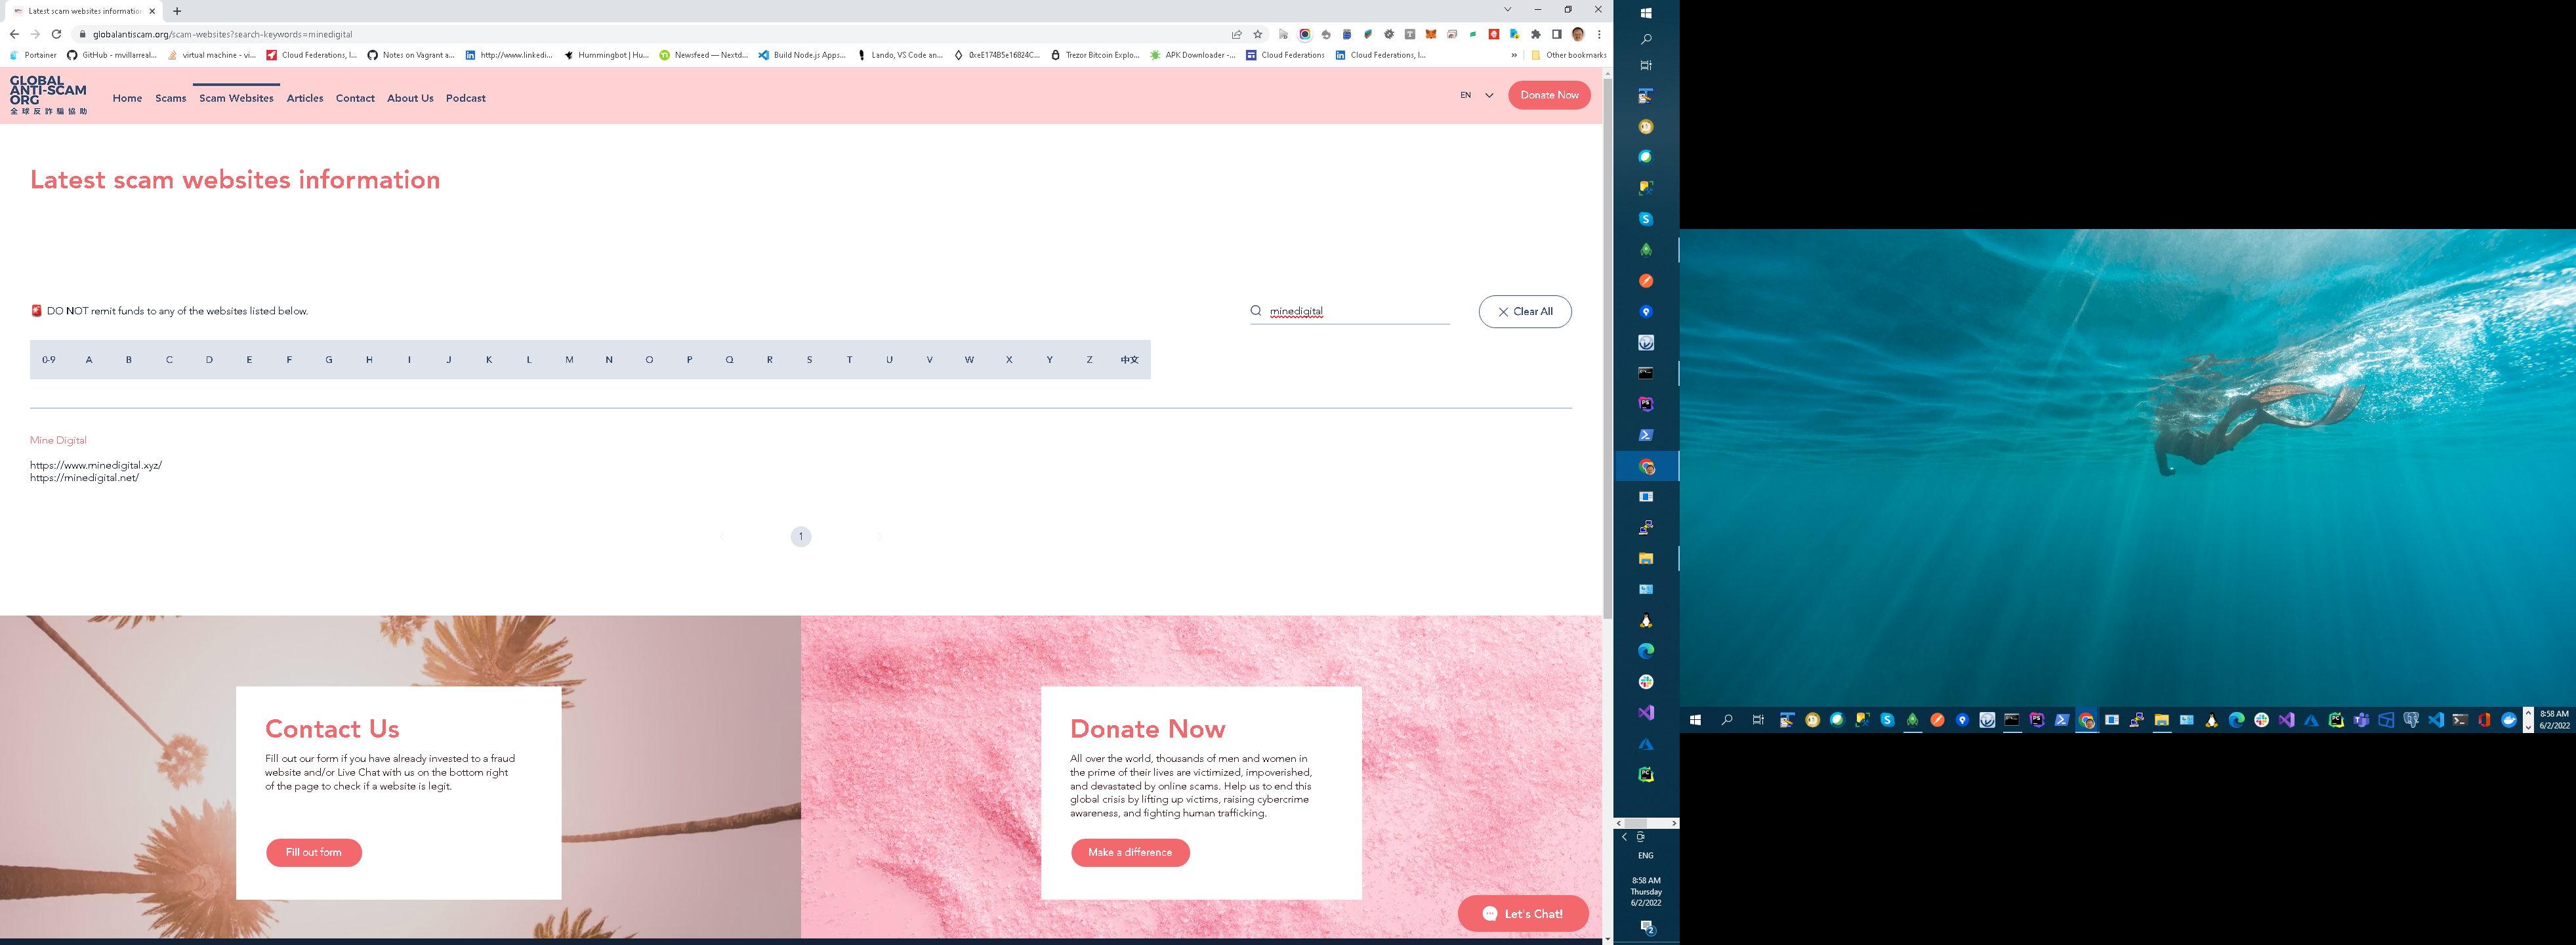 Latest scam websites informatio
globalantiscam.org/scam-websites?search-keywords=minedigital
Portainer
GitHub - mvillarreal...
virtual machine - vi...
Cloud Federations, I...
Notes on Vagrant a...
http://www.linkedi...
Hummingbot | Hu...
Newsfeed — Nextd...
Build Node.js Apps...
Lando, VS Code an...
0xeE174B5e16824C...
Trezor Bitcoin Explo...
APK Downloader -...
Cloud Federations
Cloud Federations, I...
»
Other bookmarks
GLOBAL
ANTI-SCAM
ORG
全球反詐騙協助
Home
Scams
Scam Websites
Articles
Contact
About Us
Podcast
EN
Donate Now
Latest scam websites information
DO NOT remit funds to any of the websites listed below.
minedigital
Clear All
0-9 A B C D E F G H I J K L M N O P Q R S T U V W X Y Z 中文
Mine Digital
https://www.minedigital.xyz/
https://minedigital.net/
1
Contact Us
Fill out our form if you have already invested to a fraud
website and/or Live Chat with us on the bottom right
of the page to check if a website is legit.
Fill out form
Donate Now
All over the world, thousands of men and women in
the prime of their lives are victimized, impoverished,
and devastated by online scams. Help us to end this
global crisis by lifting up victims, raising cybercrime
awareness, and fighting human trafficking.
Make a difference
Let's Chat!
ENG
8:58 AM
Thursday
6/2/2022
2
8:58 AM
6/2/2022